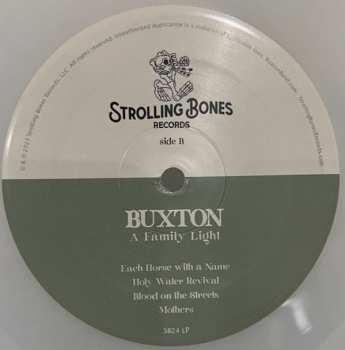 STROLLING BONES
RECORDS
side B
BUXTON
A Family Light
Each Horse with a Name
Holy Water Revival
Blood on the Streets
Mothers
SB24 LP